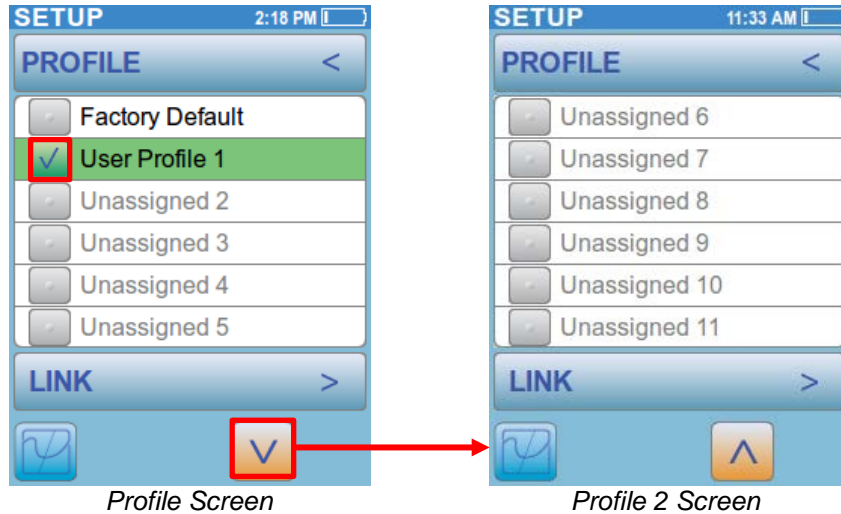 SETUP 2:18 PM
PROFILE <
Factory Default
User Profile 1
Unassigned 2
Unassigned 3
Unassigned 4
Unassigned 5
LINK >
Profile Screen
SETUP 11:33 AM
PROFILE <
Unassigned 6
Unassigned 7
Unassigned 8
Unassigned 9
Unassigned 10
Unassigned 11
LINK >
Profile 2 Screen